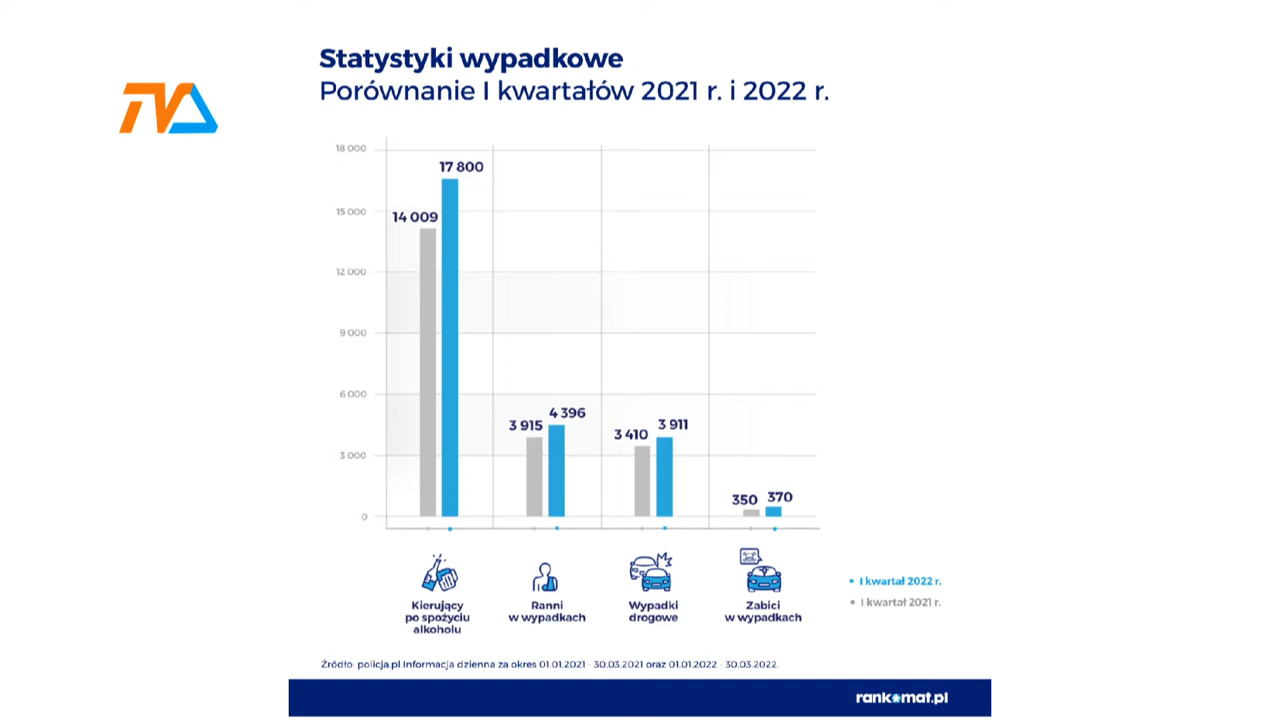 Statystyki wypadkowe
Porównanie I kwartałów 2021 r. i 2022 r.
TVA
18 000
15 000
12 000
9 000
6 000
3 000
0
14 009
17 800
3 915
4 396
3 410
3 911
350
370
Kierujący
po spożyciu
alkoholu
Ranni
w wypadkach
Wypadki
drogowe
Zabici
w wypadkach
I kwartał 2022 r.
I kwartał 2021 r.
Źródło: policja.pl Informacja dzienna za okres 01.01.2021 - 30.03.2021 oraz 01.01.2022 - 30.03.2022.
rankomat.pl